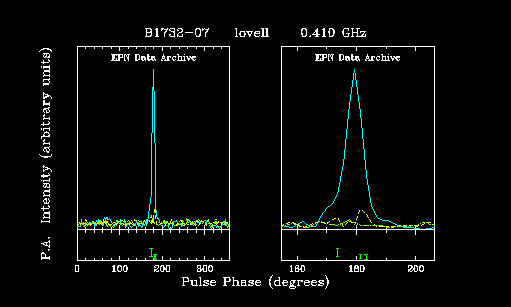 B1732-07 lovell 0.410 GHz
EPN Data Archive EPN Data Archive
P.A. Intensity (arbitrary units)
0 100 200 300 160 180 200
Pulse Phase (degrees)